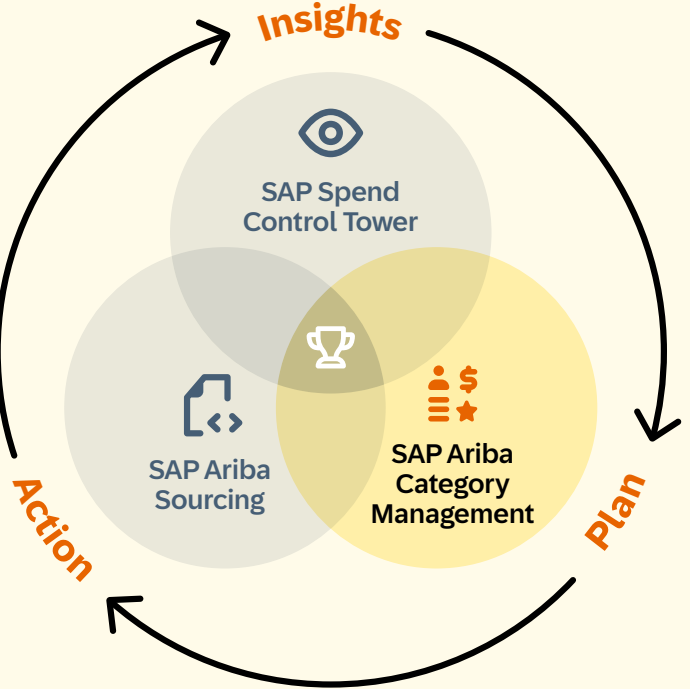 Insights
SAP Spend
Control Tower
SAP Ariba
Sourcing
SAP Ariba
Category
Management
Action
Plan